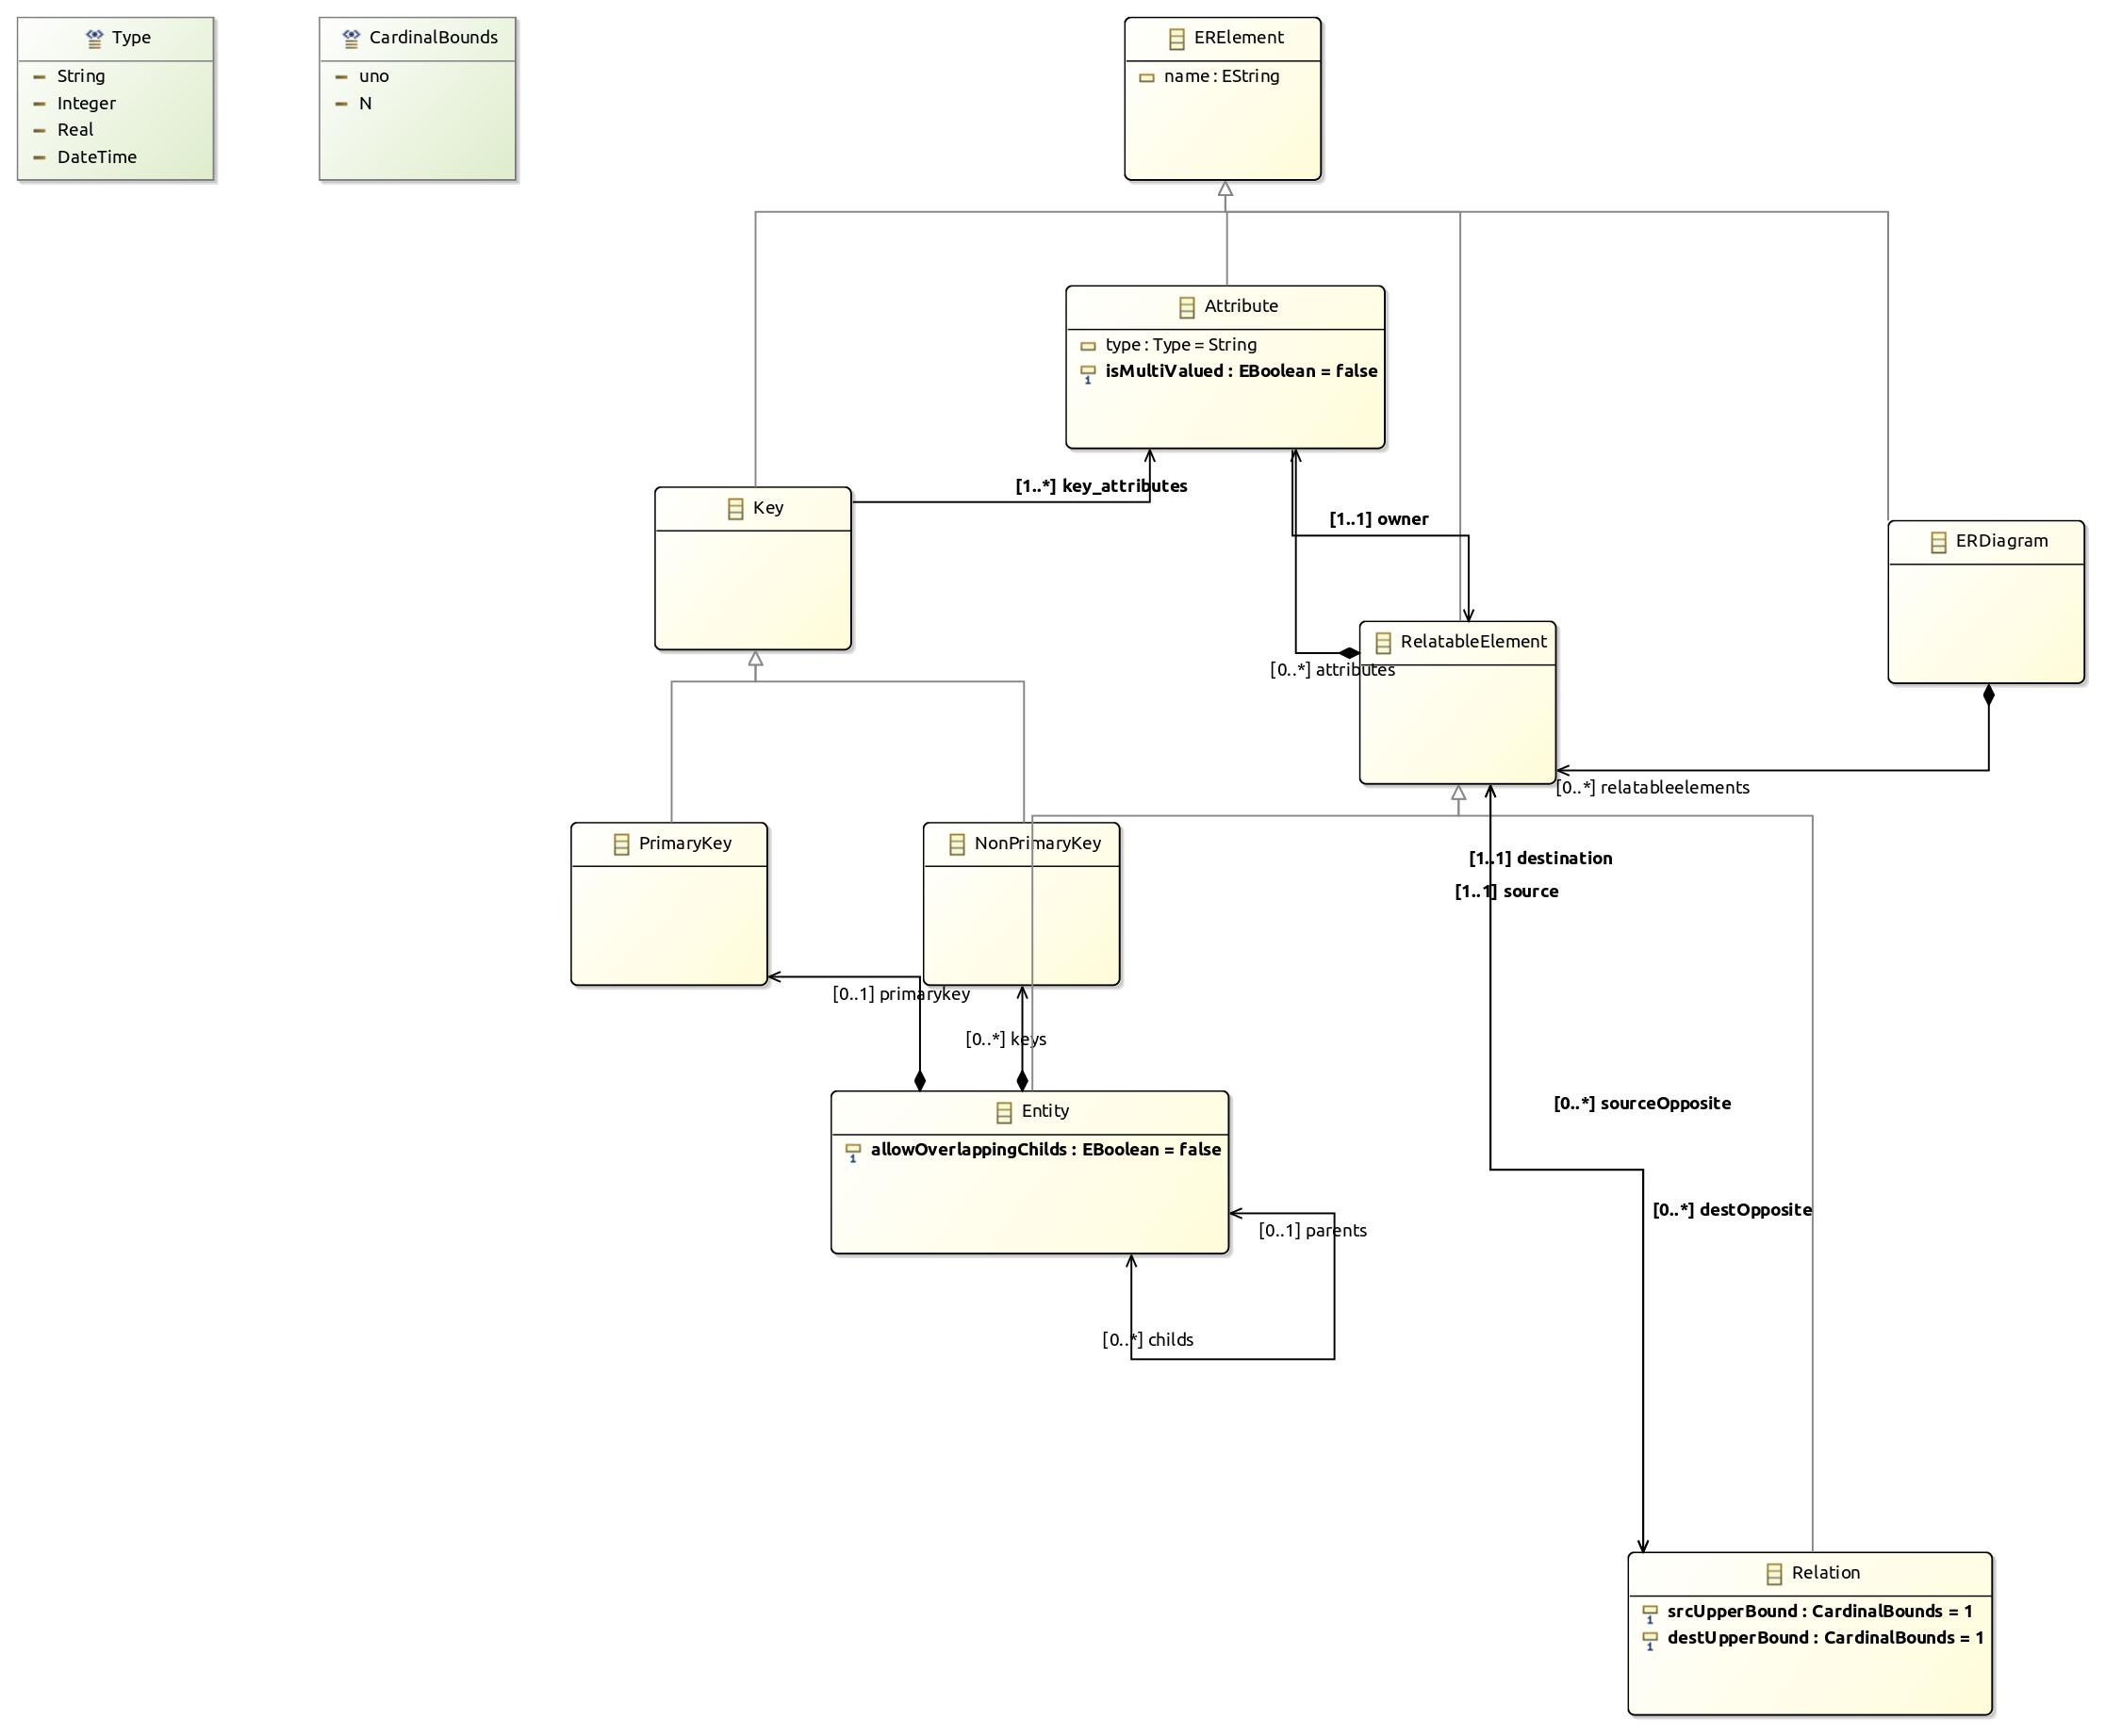 Type
String
Integer
Real
DateTime
CardinalBounds
uno
N
ERElement
name : EString
Attribute
type : Type = String
isMultiValued : EBoolean = false
[1..*] key_attributes
Key
[1..1] owner
ERDiagram
RelatableElement
[0..*] attributes
[0..*] relatableelements
PrimaryKey
NonPrimaryKey
[1..1] destination
[1..1] source
[0..1] primarykey
[0..*] keys
Entity
allowOverlappingChilds : EBoolean = false
[0..*] sourceOpposite
[0..*] destOpposite
[0..1] parents
[0..*] childs
Relation
srcUpperBound : CardinalBounds = 1
destUpperBound : CardinalBounds = 1